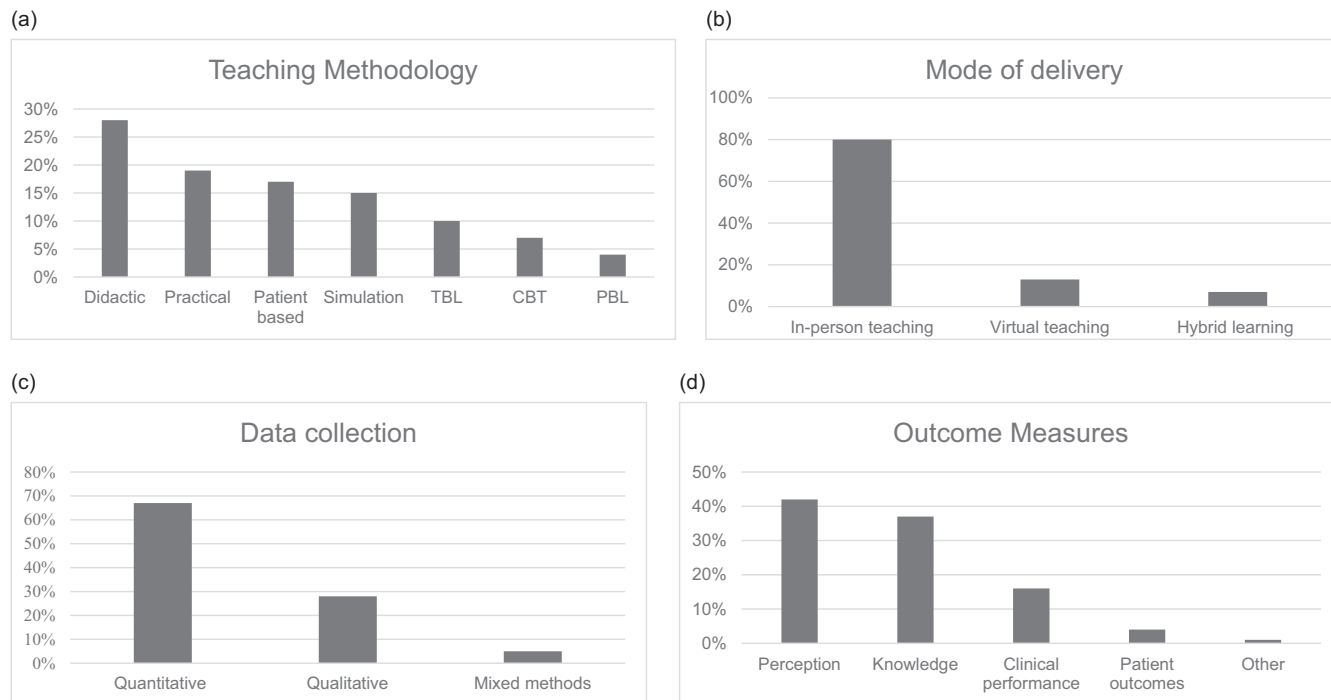 (a)
Teaching Methodology
30%
25%
20%
15%
10%
5%
0%
Didactic Practical Patient based Simulation TBL CBT PBL
(b)
Mode of delivery
100%
80%
60%
40%
20%
0%
In-person teaching Virtual teaching Hybrid learning
(c)
Data collection
80%
70%
60%
50%
40%
30%
20%
10%
0%
Quantitative Qualitative Mixed methods
(d)
Outcome Measures
50%
40%
30%
20%
10%
0%
Perception Knowledge Clinical performance Patient outcomes Other